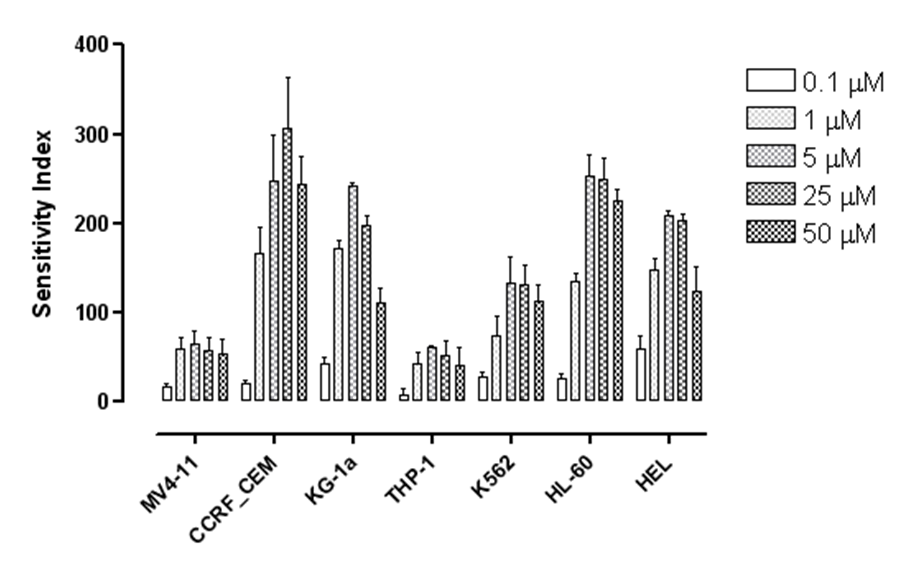 400
300
200
100
0
Sensitivity Index
MV4-11
CCRF_CEM
KG-1a
THP-1
K562
HL-60
HEL
0.1 µM
1 µM
5 µM
25 µM
50 µM